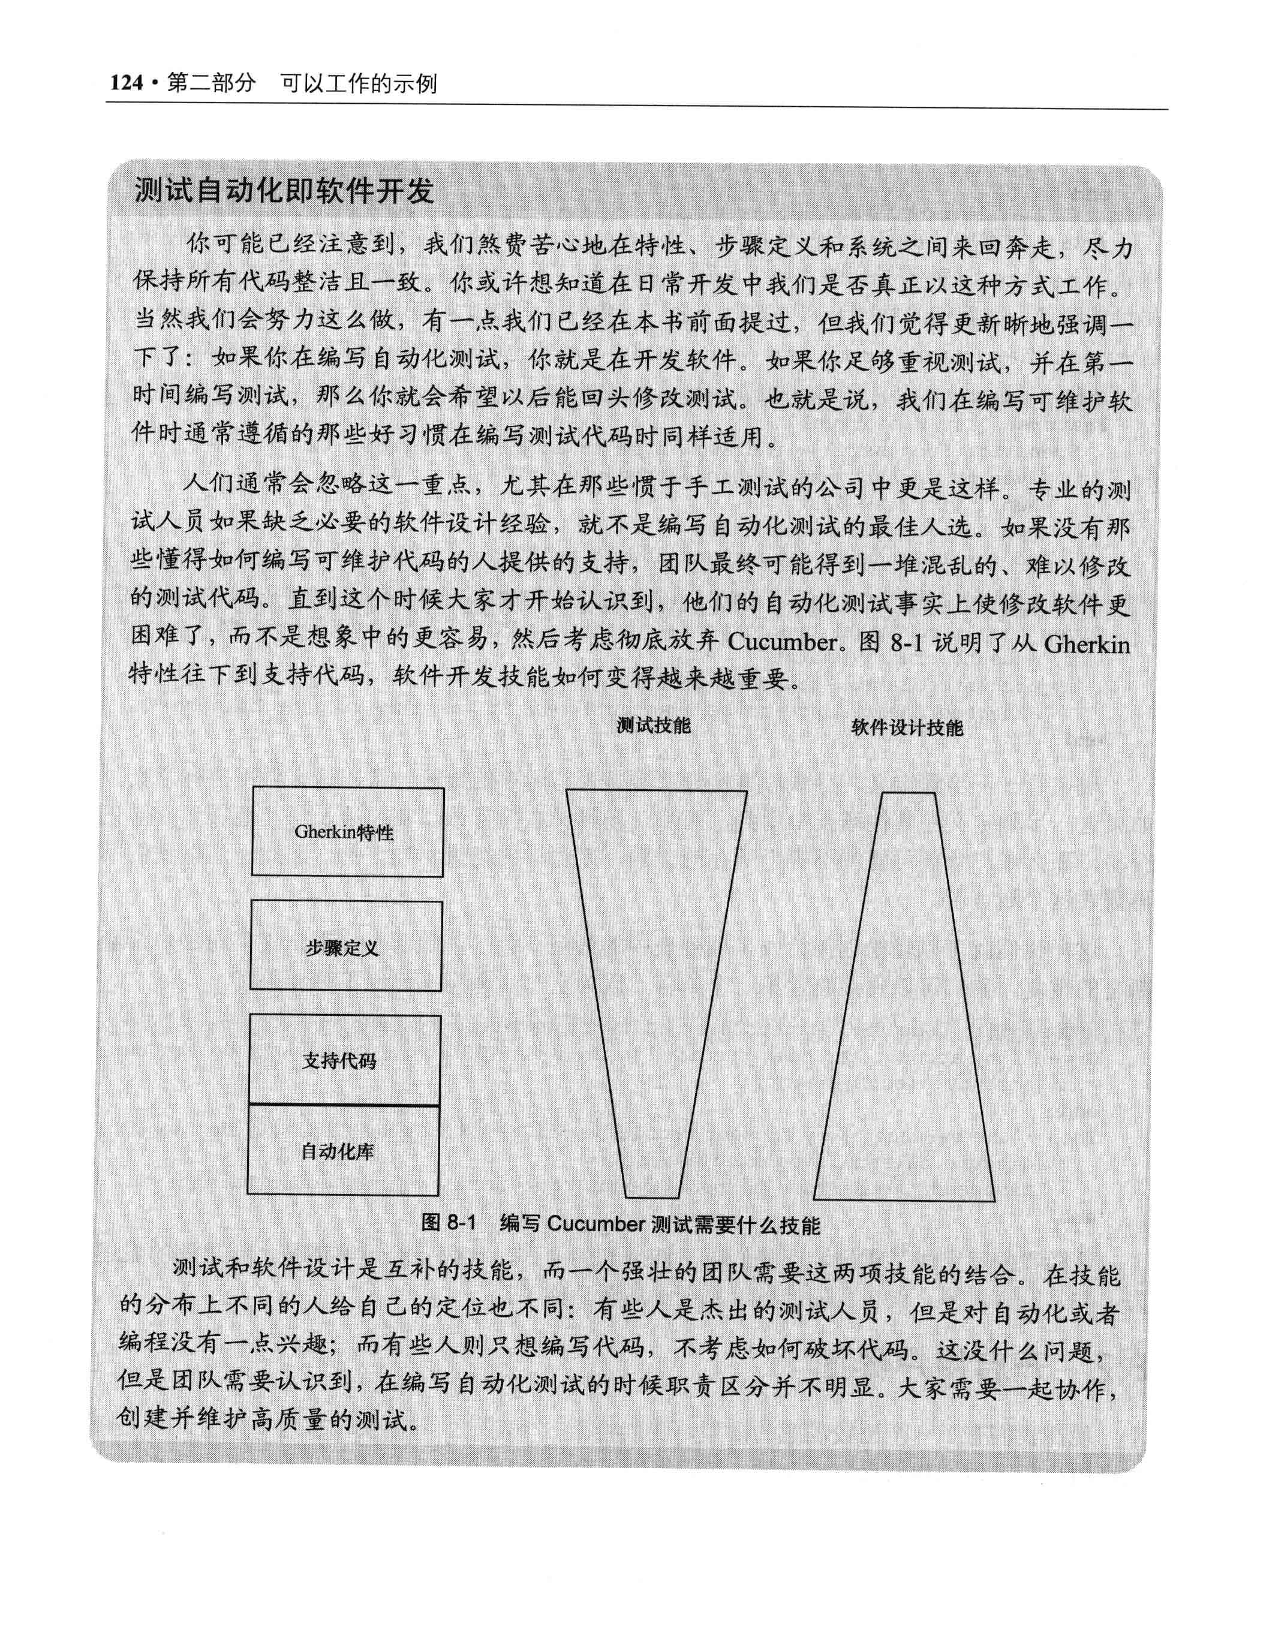 124·第二部分　可以工作的示例
测试自动化即软件开发
你可能已经注意到，我们煞费苦心地在特性、步骤定义和系统之间来回奔走，尽力
保持所有代码整洁且一致。你或许想知道在日常开发中我们是否真正以这种方式工作。
当然我们会努力这么做，有一点我们已经在本书前面提过，但我们觉得更新晰地强调一
下了：如果你在编写自动化测试，你就是在开发软件。如果你足够重视测试，并在第一
时间编写测试，那么你就会希望以后能回头修改测试。也就是说，我们在编写可维护软
件时通常遵循的那些好习惯在编写测试代码时同样适用。
人们通常会忽略这一重点，尤其在那些惯于手工测试的公司中更是这样。专业的测
试人员如果缺乏必要的软件设计经验，就不是编写自动化测试的最佳人选。如果没有那
些懂得如何编写可维护代码的人提供的支持，团队最终可能得到一堆混乱的、难以修改
的测试代码。直到这个时候大家才开始认识到，他们的自动化测试事实上使修改软件更
困难了，而不是想象中的更容易，然后考虑彻底放弃 Cucumber。图 8-1 说明了从 Gherkin
特性往下到支持代码，软件开发技能如何变得越来越重要。
测试技能
软件设计技能
Gherkin特性
步骤定义
支持代码
自动化库
图 8-1　编写 Cucumber 测试需要什么技能
测试和软件设计是互补的技能，而一个强壮的团队需要这两项技能的结合。在技能
的分布上不同的人给自己的定位也不同：有些人是杰出的测试人员，但是对自动化或者
编程没有一点兴趣；而有些人则只想编写代码，不考虑如何破坏代码。这没什么问题，
但是团队需要认识到，在编写自动化测试的时候职责区分并不明显。大家需要一起协作，
创建并维护高质量的测试。